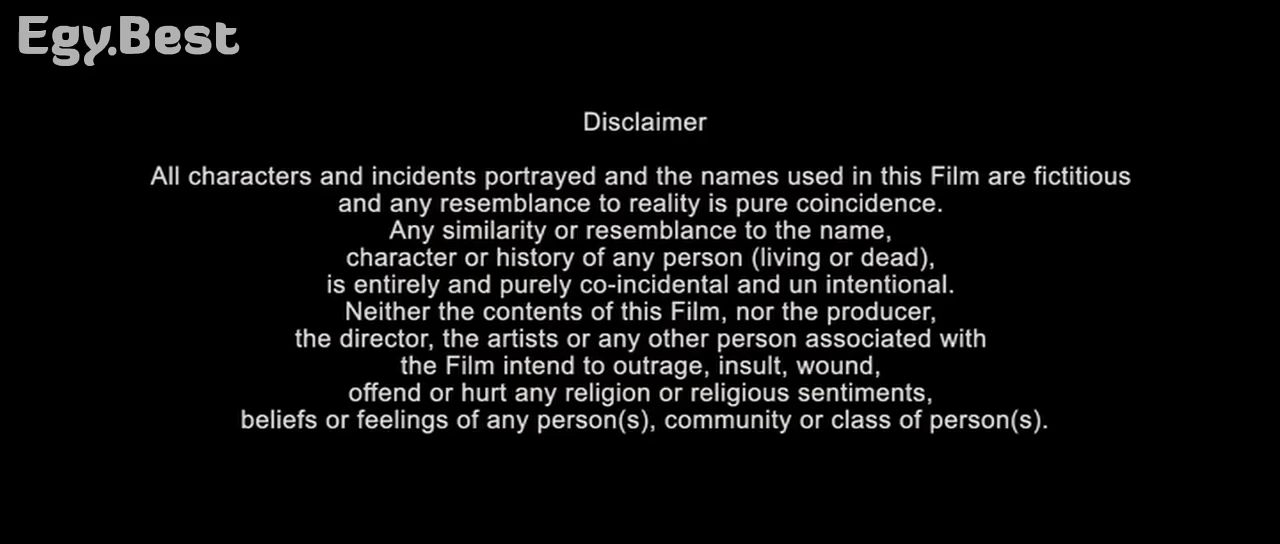 Egy.Best
Disclaimer
All characters and incidents portrayed and the names used in this Film are fictitious
and any resemblance to reality is pure coincidence.
Any similarity or resemblance to the name,
character or history of any person (living or dead),
is entirely and purely co-incidental and un intentional.
Neither the contents of this Film, nor the producer,
the director, the artists or any other person associated with
the Film intend to outrage, insult, wound,
offend or hurt any religion or religious sentiments,
beliefs or feelings of any person(s), community or class of person(s).